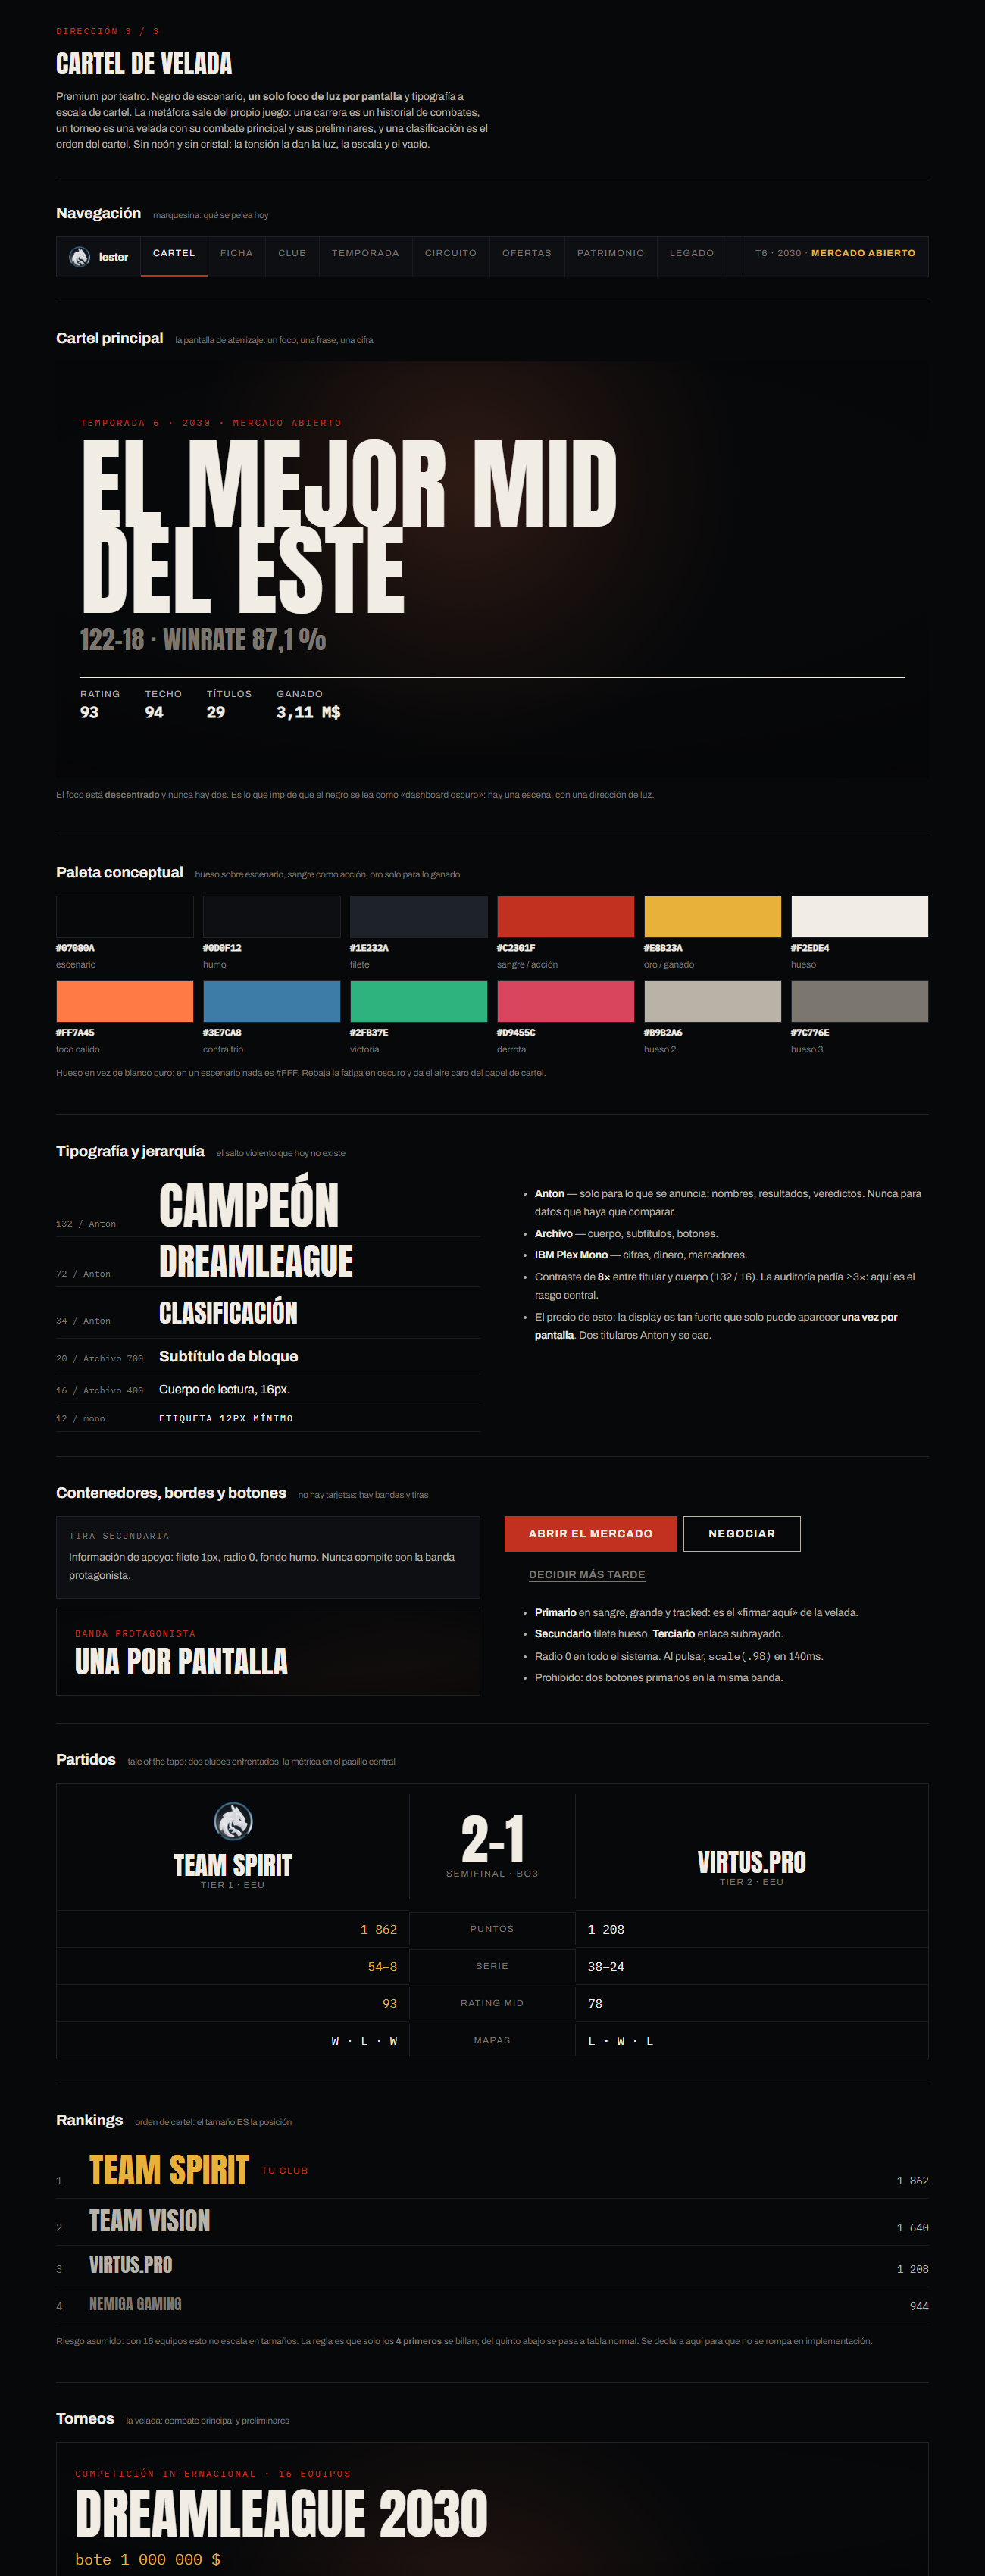 DIRECCIÓN 3 / 3
CARTEL DE VELADA
Premium por teatro. Negro de escenario, un solo foco de luz por pantalla y tipografía a
escala de cartel. La metáfora sale del propio juego: una carrera es un historial de combates,
un torneo es una velada con su combate principal y sus preliminares, y una clasificación es el
orden del cartel. Sin neón y sin cristal: la tensión la dan la luz, la escala y el vacío.
Navegación marquesina: qué se pelea hoy
lester CARTEL FICHA CLUB TEMPORADA CIRCUITO OFERTAS PATRIMONIO LEGADO T6 · 2030 · MERCADO ABIERTO
Cartel principal la pantalla de aterrizaje: un foco, una frase, una cifra
TEMPORADA 6 · 2030 · MERCADO ABIERTO
EL MEJOR MID
DEL ESTE
122-18 · WINRATE 87,1 %
RATING TECHO TÍTULOS GANADO
93 94 29 3,11 M$
El foco está descentrado y nunca hay dos. Es lo que impide que el negro se lea como «dashboard oscuro»: hay una escena, con una dirección de luz.
Paleta conceptual hueso sobre escenario, sangre como acción, oro solo para lo ganado
#07080A #0D0F12 #1E232A #C2301F #E8B23A #F2EDE4
escenario humo filete sangre / acción oro / ganado hueso
#FF7A45 #3E7CA8 #2FB37E #D9455C #B9B2A6 #7C776E
foco cálido contra frío victoria derrota hueso 2 hueso 3
Hueso en vez de blanco puro: en un escenario nada es #FFF. Rebaja la fatiga en oscuro y da el aire caro del papel de cartel.
Tipografía y jerarquía el salto violento que hoy no existe
132 / Anton CAMPEÓN
72 / Anton DREAMLEAGUE
34 / Anton CLASIFICACIÓN
20 / Archivo 700 Subtítulo de bloque
16 / Archivo 400 Cuerpo de lectura, 16px.
12 / mono ETIQUETA 12PX MÍNIMO
• Anton — solo para lo que se anuncia: nombres, resultados, veredictos. Nunca para
datos que haya que comparar.
• Archivo — cuerpo, subtítulos, botones.
• IBM Plex Mono — cifras, dinero, marcadores.
• Contraste de 8× entre titular y cuerpo (132 / 16). La auditoría pedía ≥3×: aquí es el
rasgo central.
• El precio de esto: la display es tan fuerte que solo puede aparecer una vez por
pantalla. Dos titulares Anton y se cae.
Contenedores, bordes y botones no hay tarjetas: hay bandas y tiras
TIRA SECUNDARIA
Información de apoyo: filete 1px, radio 0, fondo humo. Nunca compite con la banda
protagonista.
BANDA PROTAGONISTA
UNA POR PANTALLA
ABRIR EL MERCADO NEGOCIAR
DECIDIR MÁS TARDE
• Primario en sangre, grande y tracked: es el «firmar aquí» de la velada.
• Secundario filete hueso. Terciario enlace subrayado.
• Radio 0 en todo el sistema. Al pulsar, scale(.98) en 140ms.
• Prohibido: dos botones primarios en la misma banda.
Partidos tale of the tape: dos clubes enfrentados, la métrica en el pasillo central
TEAM SPIRIT
TIER 1 · EEU
2-1
SEMIFINAL · BO3
VIRTUS.PRO
TIER 2 · EEU
1 862 PUNTOS 1 208
54–8 SERIE 38–24
93 RATING MID 78
W · L · W MAPAS L · W · L
Rankings orden de cartel: el tamaño ES la posición
1 TEAM SPIRIT TU CLUB 1 862
2 TEAM VISION 1 640
3 VIRTUS.PRO 1 208
4 NEMIGA GAMING 944
Riesgo asumido: con 16 equipos esto no escala en tamaños. La regla es que solo los 4 primeros se billan; del quinto abajo se pasa a tabla normal. Se declara aquí para que no se rompa en implementación.
Torneos la velada: combate principal y preliminares
COMPETICIÓN INTERNACIONAL · 16 EQUIPOS
DREAMLEAGUE 2030
bote 1 000 000 $